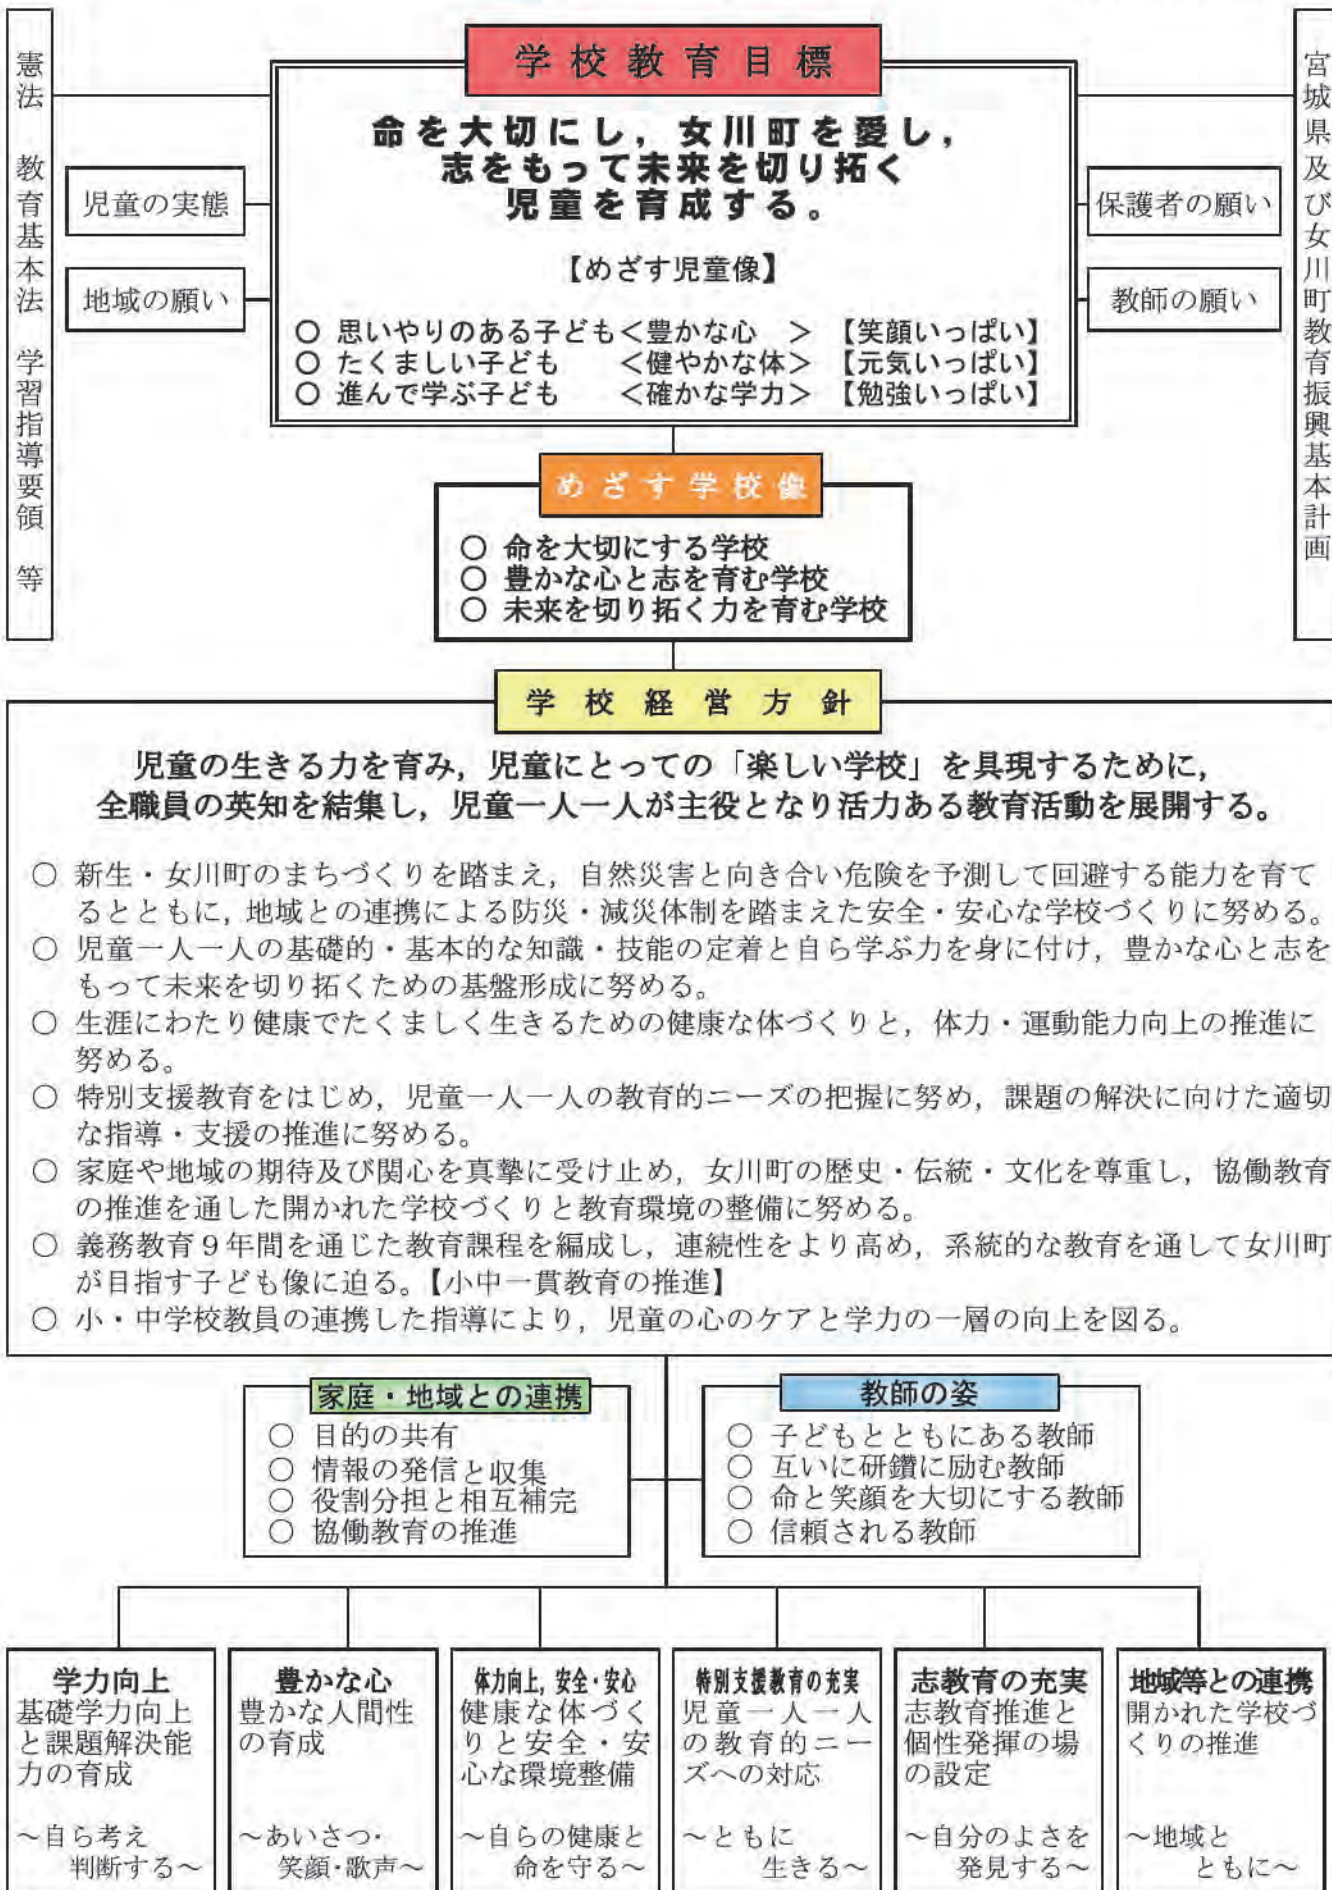 憲法　教育基本法　学習指導要領　等
宮城県及び女川町教育振興基本計画
学校教育目標
命を大切にし，女川町を愛し，
志をもって未来を切り拓く
児童を育成する。
【めざす児童像】
○ 思いやりのある子ども＜豊かな心　＞　【笑顔いっぱい】
○ たくましい子ども　　＜健やかな体＞　【元気いっぱい】
○ 進んで学ぶ子ども　　＜確かな学力＞　【勉強いっぱい】
児童の実態
地域の願い
保護者の願い
教師の願い
めざす学校像
○ 命を大切にする学校
○ 豊かな心と志を育む学校
○ 未来を切り拓く力を育む学校
学校経営方針
児童の生きる力を育み，児童にとっての「楽しい学校」を具現するために，
全職員の英知を結集し，児童一人一人が主役となり活力ある教育活動を展開する。
○ 新生・女川町のまちづくりを踏まえ，自然災害と向き合い危険を予測して回避する能力を育て
るとともに，地域との連携による防災・減災体制を踏まえた安全・安心な学校づくりに努める。
○ 児童一人一人の基礎的・基本的な知識・技能の定着と自ら学ぶ力を身に付け，豊かな心と志を
もって未来を切り拓くための基盤形成に努める。
○ 生涯にわたり健康でたくましく生きるための健康な体づくりと，体力・運動能力向上の推進に
努める。
○ 特別支援教育をはじめ，児童一人一人の教育的ニーズの把握に努め，課題の解決に向けた適切
な指導・支援の推進に努める。
○ 家庭や地域の期待及び関心を真摯に受け止め，女川町の歴史・伝統・文化を尊重し，協働教育
の推進を通した開かれた学校づくりと教育環境の整備に努める。
○ 義務教育９年間を通じた教育課程を編成し，連続性をより高め，系統的な教育を通して女川町
が目指す子ども像に迫る。【小中一貫教育の推進】
○ 小・中学校教員の連携した指導により，児童の心のケアと学力の一層の向上を図る。
家庭・地域との連携
○ 目的の共有
○ 情報の発信と収集
○ 役割分担と相互補完
○ 協働教育の推進
教師の姿
○ 子どもとともにある教師
○ 互いに研鑽に励む教師
○ 命と笑顔を大切にする教師
○ 信頼される教師
学力向上
基礎学力向上
と課題解決能
力の育成
～自ら考え
判断する～
豊かな心
豊かな人間性
の育成
～あいさつ・
笑顔・歌声～
体力向上，安全・安心
健康な体づく
りと安全・安
心な環境整備
～自らの健康と
命を守る～
特別支援教育の充実
児童一人一人
の教育的ニー
ズへの対応
～ともに
生きる～
志教育の充実
志教育推進と
個性発揮の場
の設定
～自分のよさを
発見する～
地域等との連携
開かれた学校づ
くりの推進
～地域と
ともに～